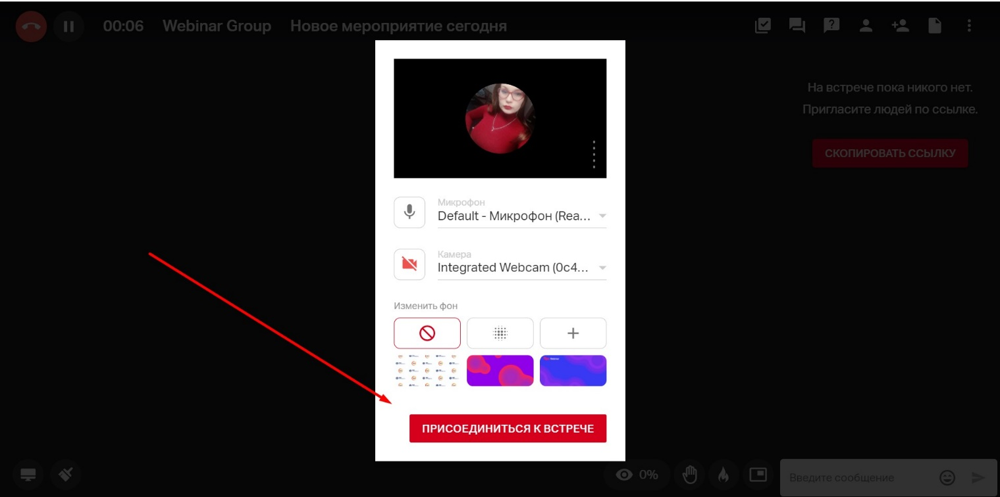 00:06 Webinar Group Новое мероприятие сегодня
На встрече пока никого нет.
Пригласите людей по ссылке.
СКОПИРОВАТЬ ССЫЛКУ
Микрофон
Default - Микрофон (Rea...
Камера
Integrated Webcam (0c4...
Изменить фон
ПРИСОЕДИНИТЬСЯ К ВСТРЕЧЕ
0%
Введите сообщение